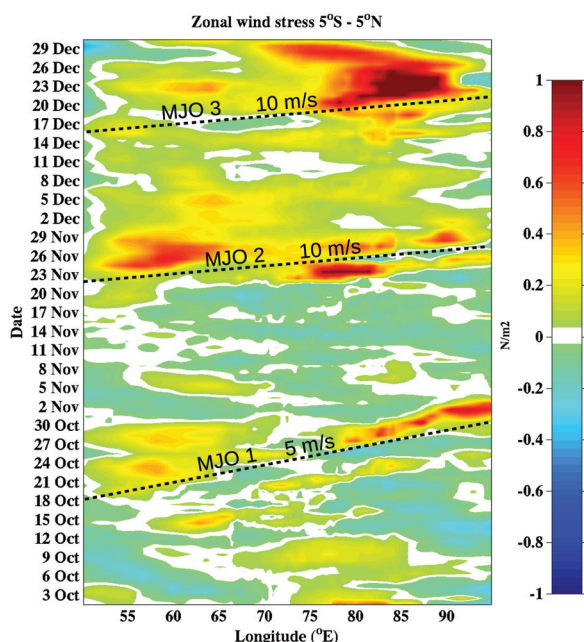 Zonal wind stress 5°S - 5°N
29 Dec
26 Dec
23 Dec
20 Dec
17 Dec
14 Dec
11 Dec
8 Dec
5 Dec
2 Dec
29 Nov
26 Nov
23 Nov
20 Nov
17 Nov
14 Nov
11 Nov
8 Nov
5 Nov
2 Nov
30 Oct
27 Oct
24 Oct
21 Oct
18 Oct
15 Oct
12 Oct
9 Oct
6 Oct
3 Oct
Date
MJO 3 10 m/s
MJO 2 10 m/s
MJO 1 5 m/s
55 60 65 70 75 80 85 90
Longitude (°E)
1
0.8
0.6
0.4
0.2
0
-0.2
-0.4
-0.6
-0.8
-1
N/m2